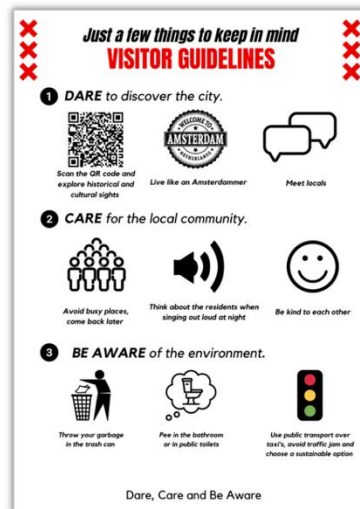 Just a few things to keep in mind
VISITOR GUIDELINES
1 DARE to discover the city.
WELCOME TO
AMSTERDAM
NETHERLANDS
Scan the QR code and
explore historical and
cultural sights
Live like an Amsterdammer
Meet locals
2 CARE for the local community.
Avoid busy places,
come back later
Think about the residents when
singing out loud at night
Be kind to each other
3 BE AWARE of the environment.
Throw your garbage
in the trash can
Pee in the bathroom
or in public toilets
Use public transport over
taxi's, avoid traffic jam and
choose a sustainable option
Dare, Care and Be Aware